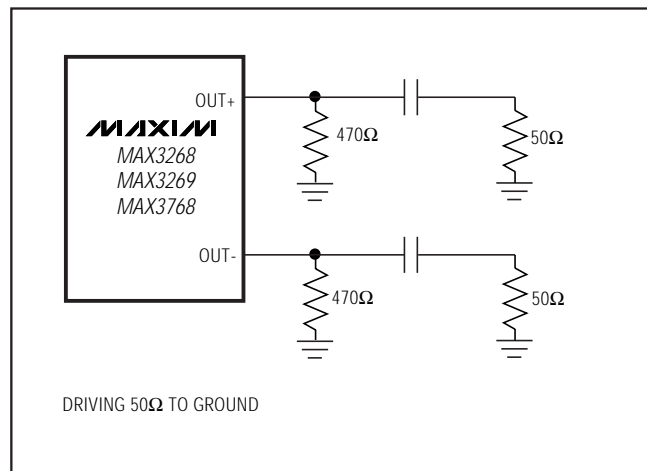 OUT+
MAXIM
MAX3268
MAX3269
MAX3768
470Ω
50Ω
OUT-
470Ω
50Ω
DRIVING 50Ω TO GROUND